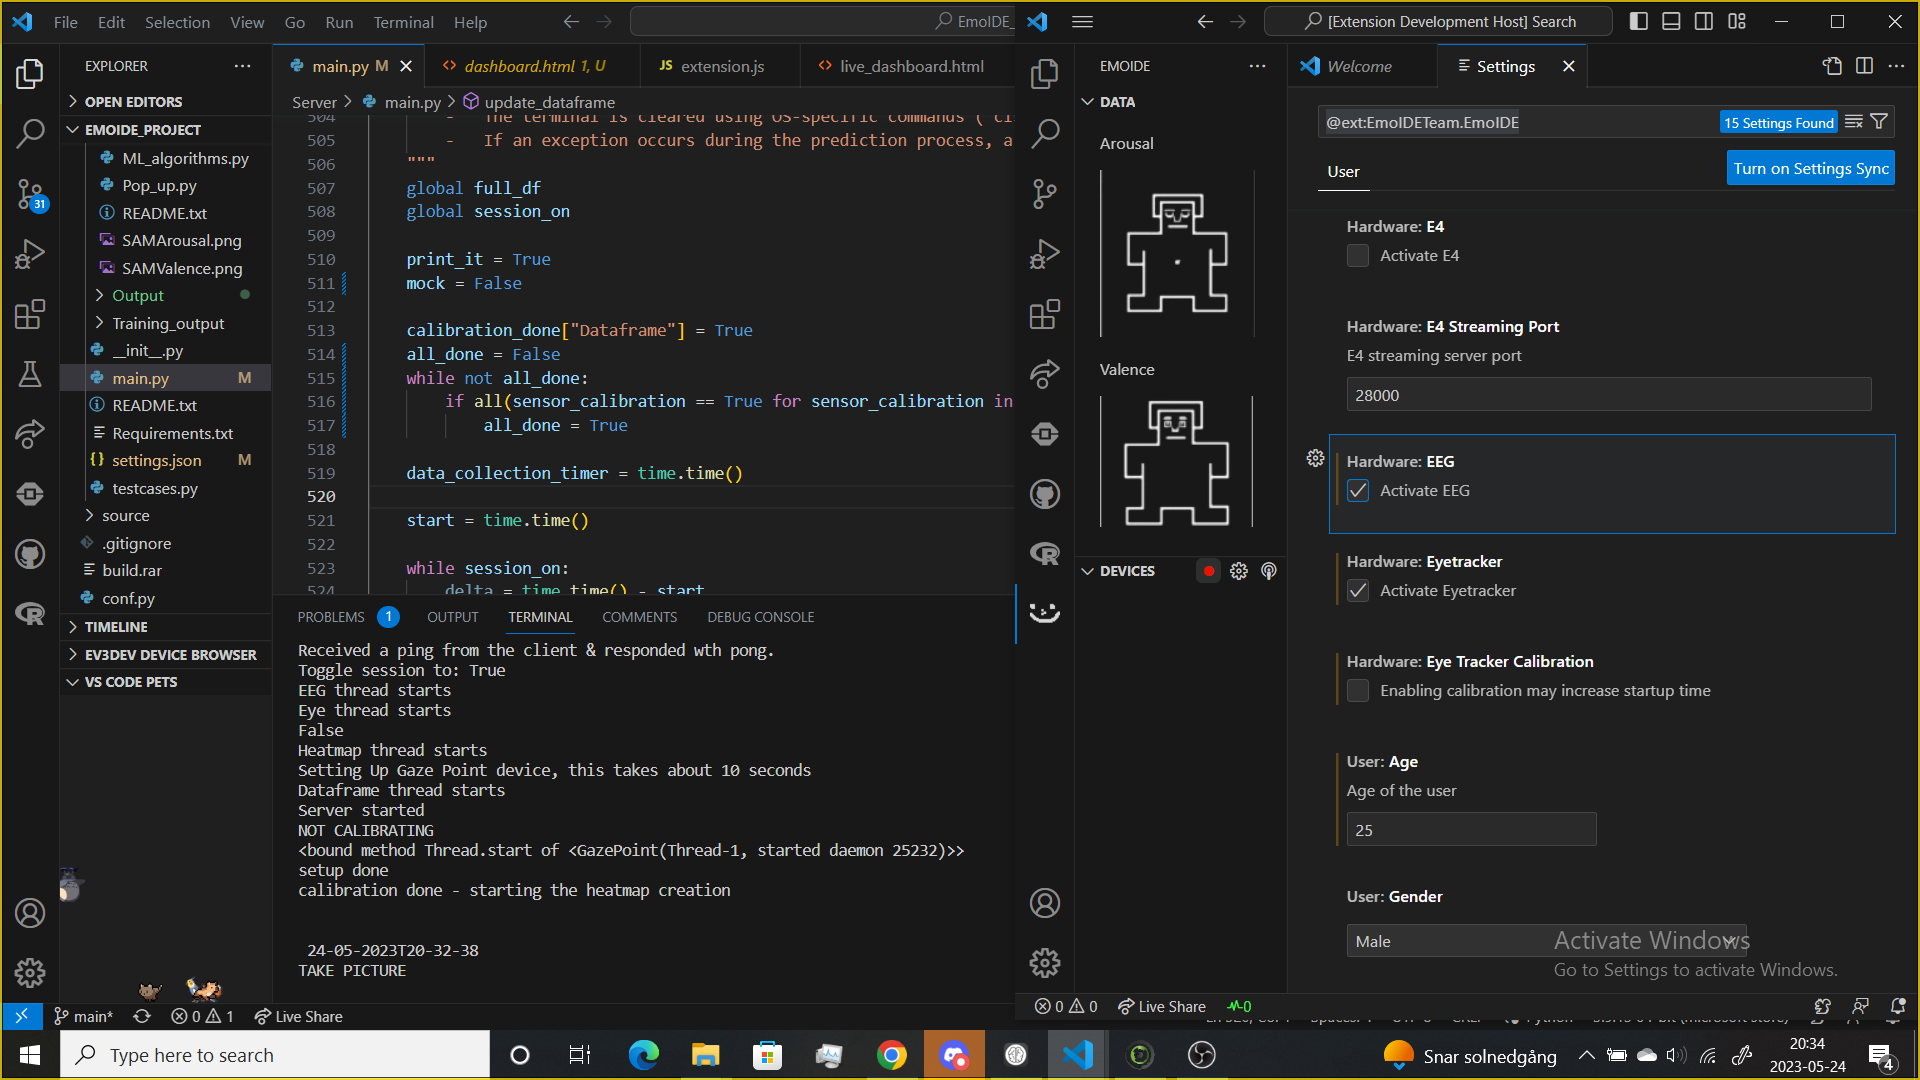 File Edit Selection View Go Run Terminal Help
EmoIDE_
[Extension Development Host] Search
EXPLORER
OPEN EDITORS
EMOIDE_PROJECT
ML_algorithms.py
Pop_up.py
README.txt
SAMArousal.png
SAMValence.png
Output
Training_output
__init__.py
main.py M
README.txt
Requirements.txt
settings.json M
testcases.py
source
.gitignore
build.rar
conf.py
TIMELINE
EV3DEV DEVICE BROWSER
VS CODE PETS
31
main.py M
dashboard.html 1, U
JS extension.js
live_dashboard.html
Server > main.py > update_dataframe
504 - The terminal is cleared using OS-specific commands ('cl
505 - If an exception occurs during the prediction process, a
506 """
507 global full_df
508 global session_on
509
510 print_it = True
511 mock = False
512
513 calibration_done["Dataframe"] = True
514 all_done = False
515 while not all_done:
516 if all(sensor_calibration == True for sensor_calibration in
517 all_done = True
518
519 data_collection_timer = time.time()
520
521 start = time.time()
522
523 while session_on:
524 delta = time.time() - start
PROBLEMS 1 OUTPUT TERMINAL COMMENTS DEBUG CONSOLE
Received a ping from the client & responded wth pong.
Toggle session to: True
EEG thread starts
Eye thread starts
False
Heatmap thread starts
Setting Up Gaze Point device, this takes about 10 seconds
Dataframe thread starts
Server started
NOT CALIBRATING
<bound method Thread.start of <GazePoint(Thread-1, started daemon 25232)>>
setup done
calibration done - starting the heatmap creation
24-05-2023T20-32-38
TAKE PICTURE
main* 0 1 Live Share
EMOIDE
DATA
Arousal
Valence
DEVICES
Welcome
Settings
@ext:EmoIDETeam.EmoIDE
15 Settings Found
User
Turn on Settings Sync
Hardware: E4
Activate E4
Hardware: E4 Streaming Port
E4 streaming server port
28000
Hardware: EEG
Activate EEG
Hardware: Eyetracker
Activate Eyetracker
Hardware: Eye Tracker Calibration
Enabling calibration may increase startup time
User: Age
Age of the user
25
User: Gender
Male
Activate Windows
Go to Settings to activate Windows.
0 0 Live Share 0
Type here to search
Snar solnedgång
20:34
2023-05-24
4